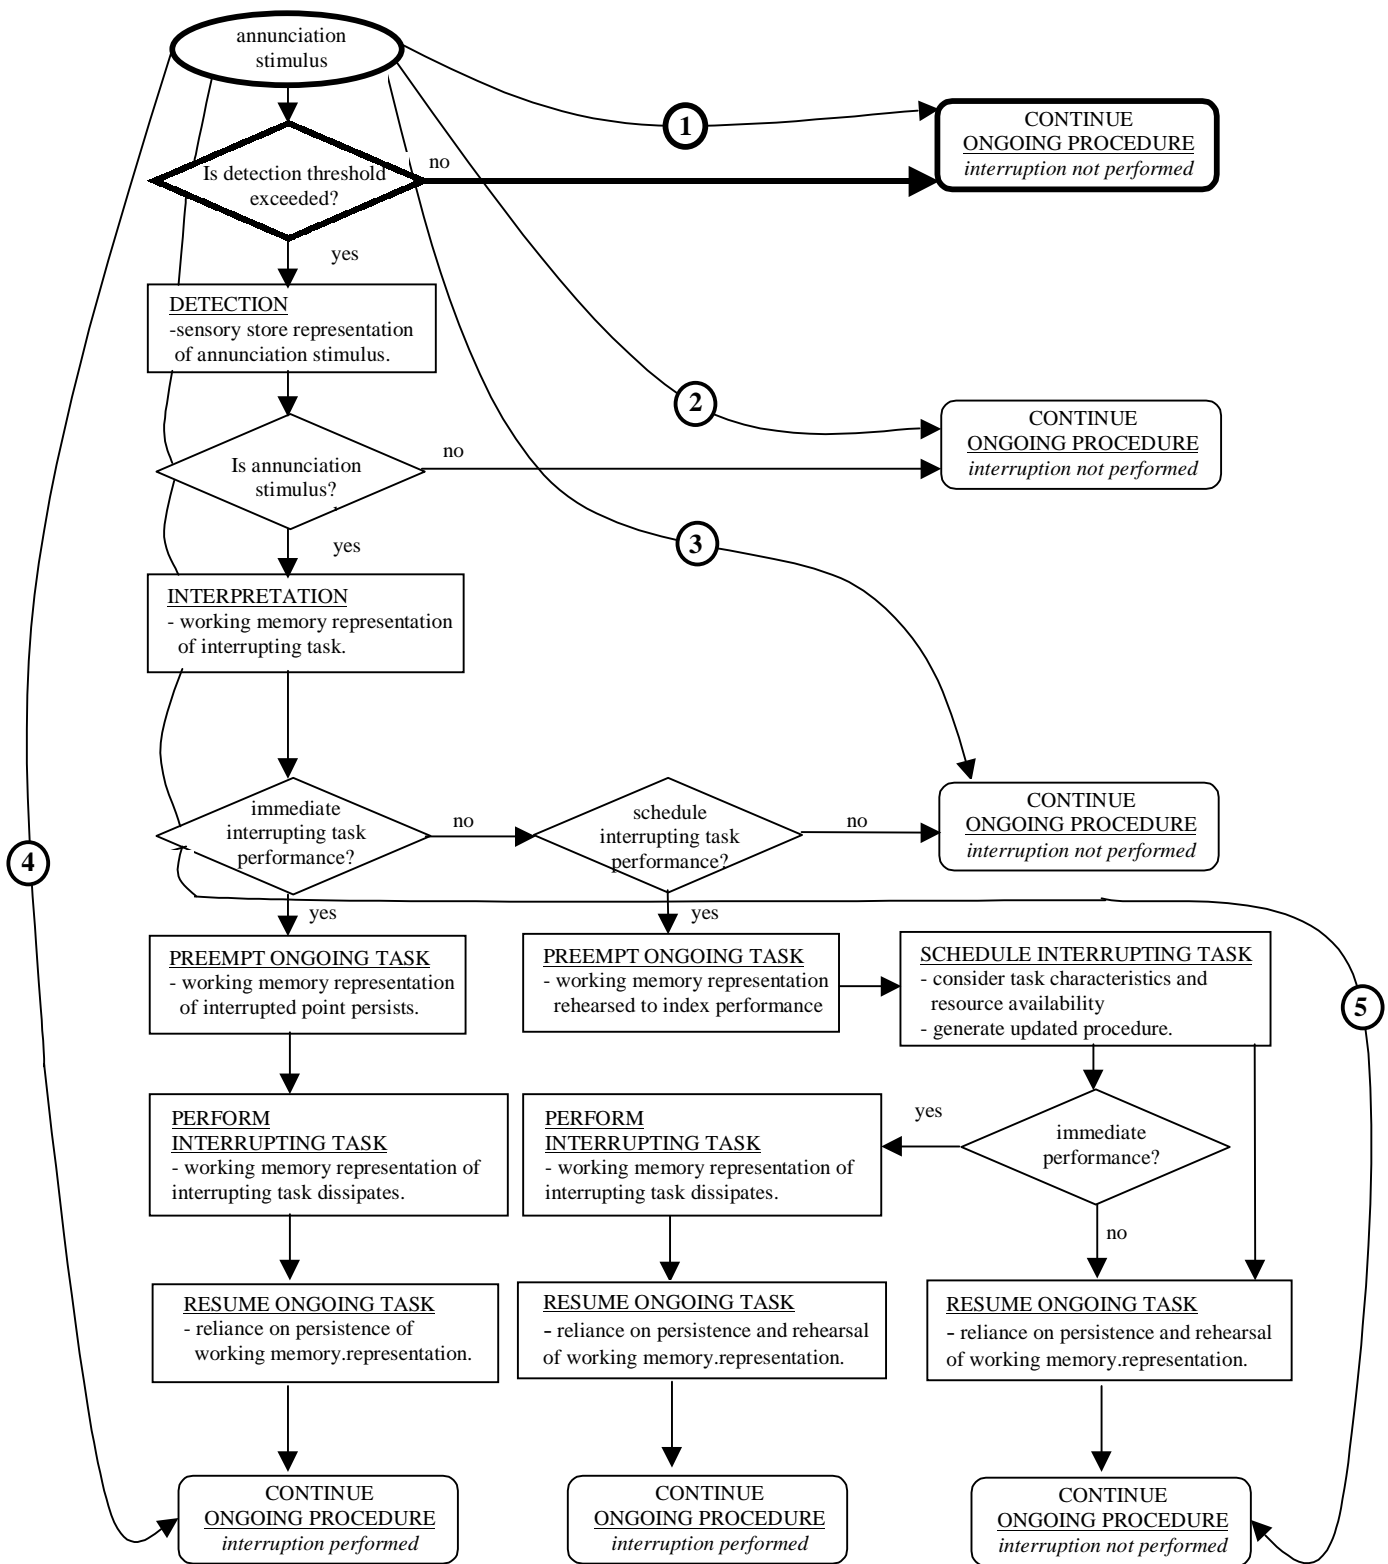 annunciation
stimulus
1
CONTINUE
ONGOING PROCEDURE
interruption not performed
no
Is detection threshold
exceeded?
yes
DETECTION
-sensory store representation
of annunciation stimulus.
2
CONTINUE
ONGOING PROCEDURE
interruption not performed
no
Is annunciation
stimulus?
3
yes
INTERPRETATION
- working memory representation
of interrupting task.
immediate
interrupting task
performance?
no
schedule
interrupting task
performance?
no
CONTINUE
ONGOING PROCEDURE
interruption not performed
4
yes
yes
PREEMPT ONGOING TASK
- working memory representation
of interrupted point persists.
PREEMPT ONGOING TASK
- working memory representation
rehearsed to index performance
SCHEDULE INTERRUPTING TASK
- consider task characteristics and
resource availability
- generate updated procedure.
5
PERFORM
INTERRUPTING TASK
- working memory representation of
interrupting task dissipates.
PERFORM
INTERRUPTING TASK
- working memory representation of
interrupting task dissipates.
yes
immediate
performance?
no
RESUME ONGOING TASK
- reliance on persistence of
working memory.representation.
RESUME ONGOING TASK
- reliance on persistence and rehearsal
of working memory.representation.
RESUME ONGOING TASK
- reliance on persistence and rehearsal
of working memory.representation.
CONTINUE
ONGOING PROCEDURE
interruption performed
CONTINUE
ONGOING PROCEDURE
interruption performed
CONTINUE
ONGOING PROCEDURE
interruption not performed